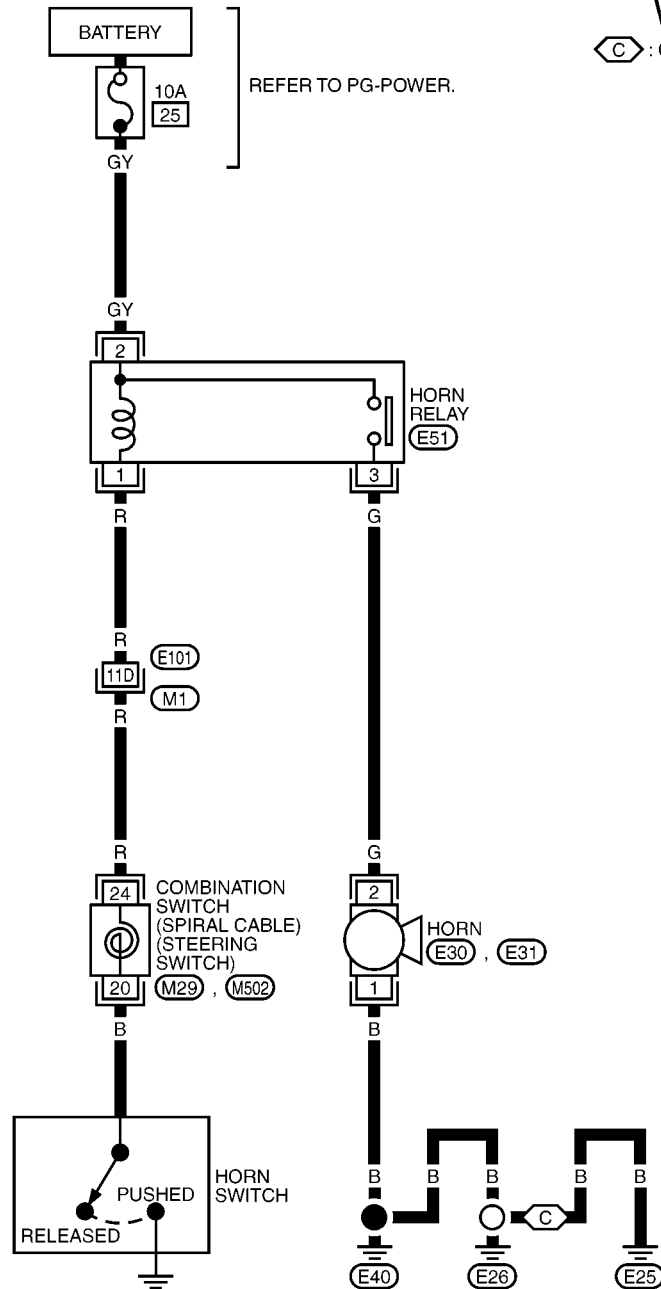 BATTERY
C : 
10A
25
REFER TO PG-POWER.
GY
GY
2
HORN
RELAY
E51
1
3
R
G
R
E101
11D
M1
R
R
G
24
COMBINATION
SWITCH
(SPIRAL CABLE)
(STEERING
SWITCH)
2
HORN
E30 , E31
20
M29 , M502
1
B
B
HORN
SWITCH
PUSHED
RELEASED
B
B
B
B
B
C
E40
E26
E25